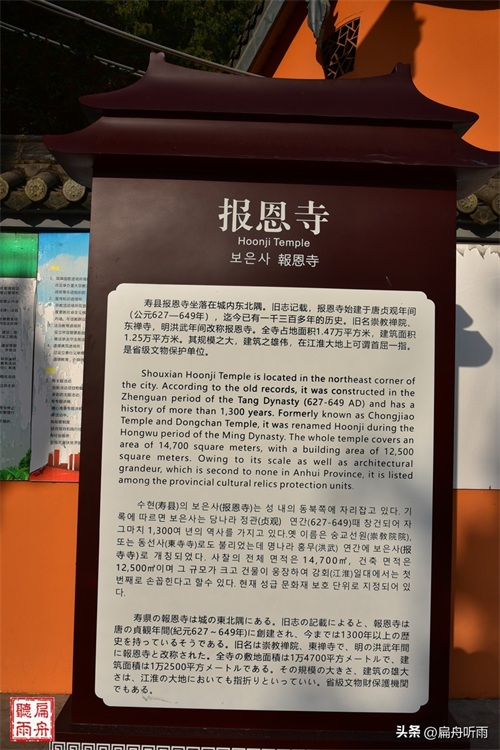 报恩寺
Hoonji Temple
보은사 報恩寺
寿县报恩寺坐落在城内东北隅。旧志记载，报恩寺始建于唐贞观年间
（公元627—649年），迄今已有一千三百多年的历史。旧名崇教禅院、
东禅寺，明洪武年间改称报恩寺。全寺占地面积1.47万平方米，建筑面积
1.25万平方米。其规模之大，建筑之雄伟，在江淮大地上可谓首屈一指。
是省级文物保护单位。
Shouxian Hoonji Temple is located in the northeast corner of
the city. According to the old records, it was constructed in the
Zhenguan period of the Tang Dynasty (627-649 AD) and has a
history of more than 1,300 years. Formerly known as Chongjiao
Temple and Dongchan Temple, it was renamed Hoonji during the
Hongwu period of the Ming Dynasty. The whole temple covers an
area of 14,700 square meters, with a building area of 12,500
square meters. Owing to its scale as well as architectural
grandeur, which is second to none in Anhui Province, it is listed
among the provincial cultural relics protection units.
수현(寿县)의 보은사(报恩寺)는 성 내의 동북쪽에 자리잡고 있다. 기
록에 따르면 보은사는 당나라 정관(贞观) 연간(627-649)때 창건되어 자
그마치 1,300여 년의 역사를 가지고 있다.옛 이름은 숭교선원(崇教禅院),
또는 동선사(東寺寺)로도 불리었는데 명나라 홍무(洪武) 연간에 보은사(报
寺寺)로 개칭되었다. 사찰의 전체 면적은 14,700㎡, 건축 면적은
12,500㎡이며 그 규모가 크고 건물이 웅장하여 강회(江淮)일대에서는 첫
번째로 손꼽힌다고 할수 있다. 현재 성급 문화재 보호 단위로 지정되어 있
다.
寿県の報恩寺は城の東北隅にある。旧志の記載によると、報恩寺は
唐の貞観年間(紀元627～649年)に創建され、今までは1300年以上の歴
史を持っているそうである。旧名は崇教禅院、東禅寺で、明の洪武年間
に報恩寺と改称された。全寺の敷地面積は1万4700平方メートルで、建
筑面積は1万2500平方メートルである。その規模の大きさ、建筑の雄大
さは、江淮の大地においても指折りといっていい。省級文物財保護機関
でもある。
扁舟
聽雨
头条 @扁舟听雨